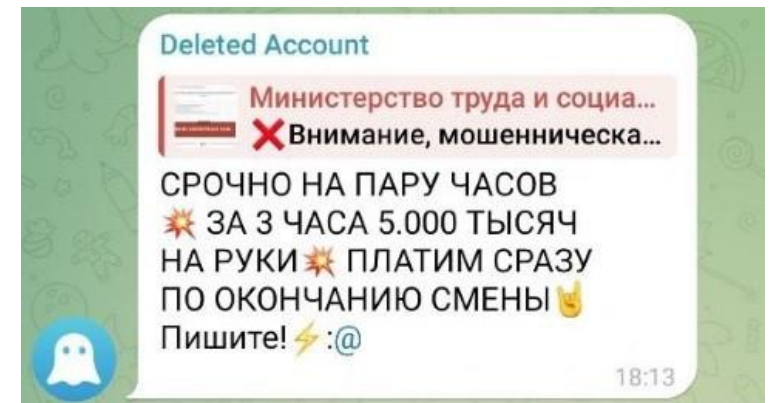 Deleted Account
Министерство труда и социа...
❌Внимание, мошенническа...
СРОЧНО НА ПАРУ ЧАСОВ
💥 ЗА 3 ЧАСА 5.000 ТЫСЯЧ
НА РУКИ💥 ПЛАТИМ СРАЗУ
ПО ОКОНЧАНИЮ СМЕНЫ🤘
Пишите!⚡:@
18:13